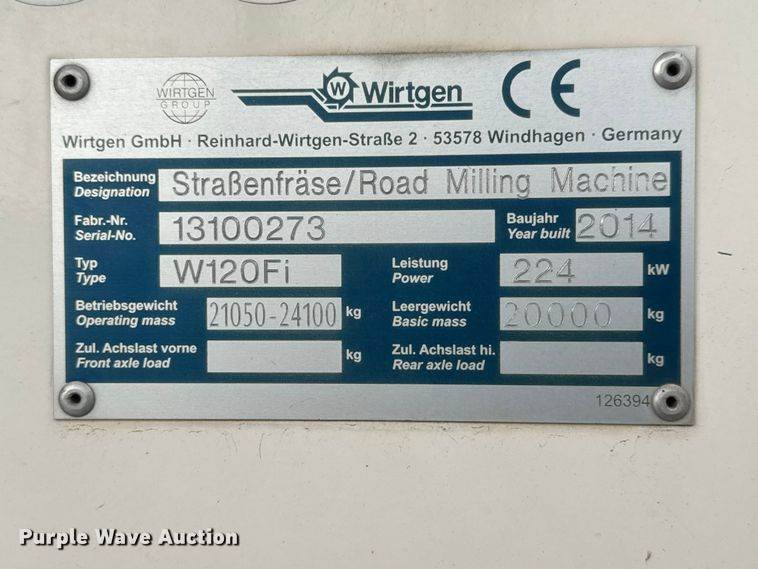 WIRTGEN
GROUP
W Wirtgen CE
Wirtgen GmbH · Reinhard-Wirtgen-Straße 2 · 53578 Windhagen · Germany
Bezeichnung
Designation
Straßenfräse/Road Milling Machine
Fabr.-Nr.
Serial-No.
13100273
Baujahr
Year built
2014
Typ
Type
W120Fi
Leistung
Power
224 kW
Betriebsgewicht
Operating mass
21050-24100 kg
Leergewicht
Basic mass
20000 kg
Zul. Achslast vorne
Front axle load
kg
Zul. Achslast hi.
Rear axle load
kg
126394
Purple Wave Auction